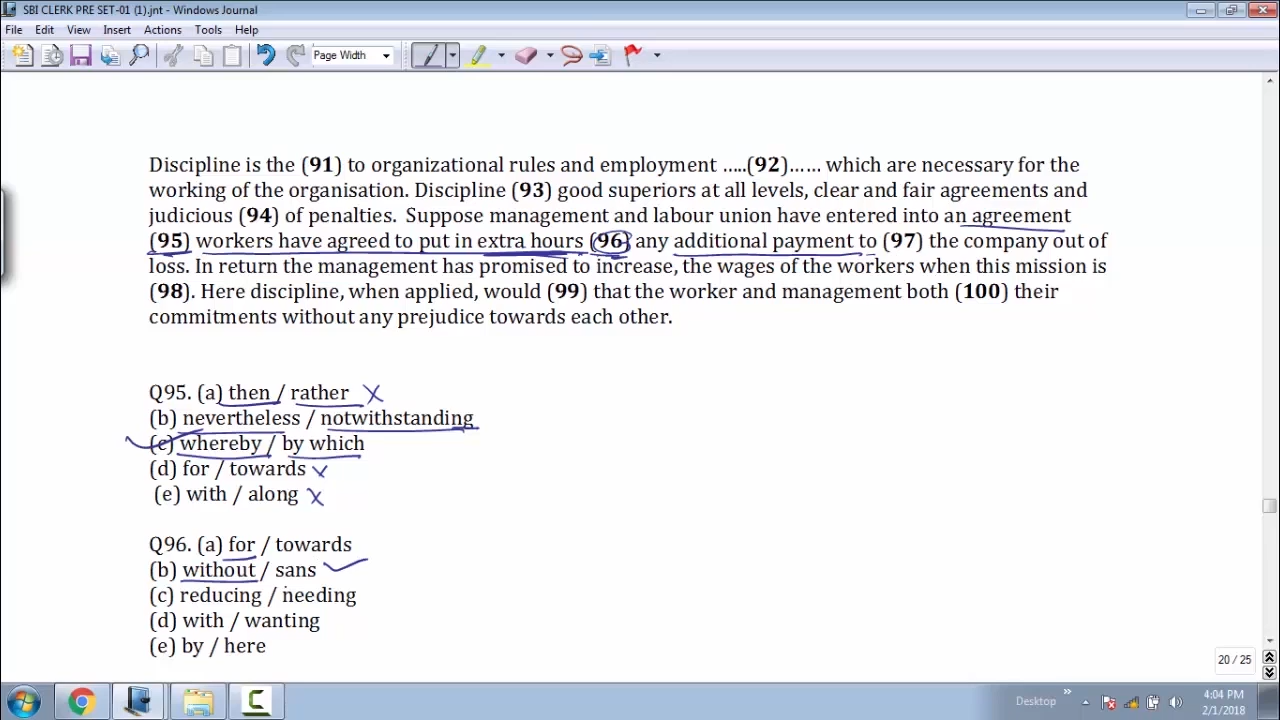 SBI CLERK PRE SET-01 (1).jnt - Windows Journal
File Edit View Insert Actions Tools Help
Page Width
Discipline is the (91) to organizational rules and employment .....(92)...... which are necessary for the
working of the organisation. Discipline (93) good superiors at all levels, clear and fair agreements and
judicious (94) of penalties. Suppose management and labour union have entered into an agreement
(95) workers have agreed to put in extra hours (96) any additional payment to (97) the company out of
loss. In return the management has promised to increase, the wages of the workers when this mission is
(98). Here discipline, when applied, would (99) that the worker and management both (100) their
commitments without any prejudice towards each other.
Q95. (a) then / rather
(b) nevertheless / notwithstanding
(c) whereby / by which
(d) for / towards
(e) with / along
Q96. (a) for / towards
(b) without / sans
(c) reducing / needing
(d) with / wanting
(e) by / here
20 / 25
Desktop
4:04 PM
2/1/2018